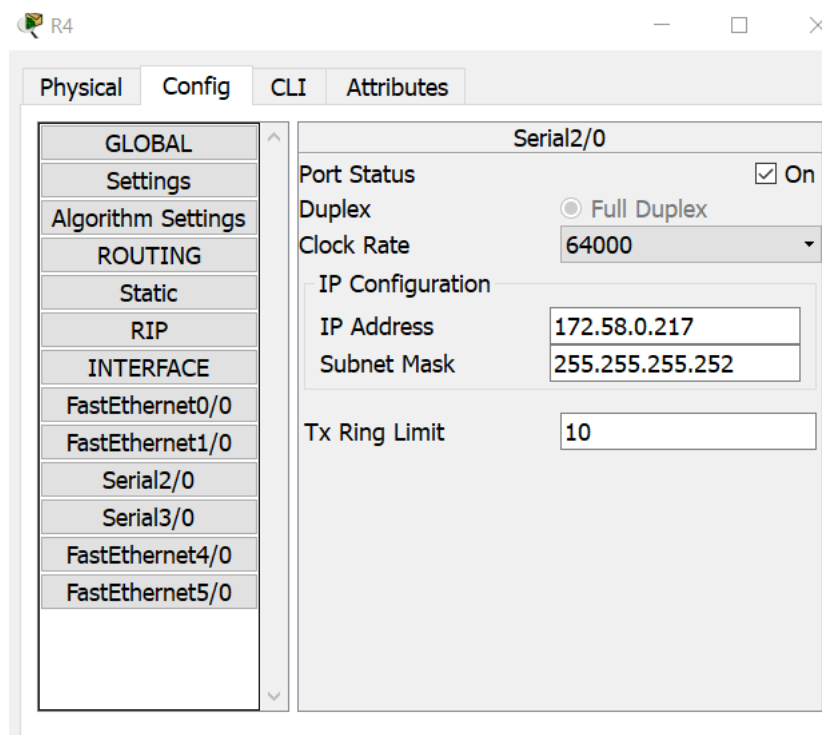 R4
Physical Config CLI Attributes
GLOBAL
Settings
Algorithm Settings
ROUTING
Static
RIP
INTERFACE
FastEthernet0/0
FastEthernet1/0
Serial2/0
Serial3/0
FastEthernet4/0
FastEthernet5/0
Serial2/0
Port Status On
Duplex Full Duplex
Clock Rate 64000
IP Configuration
IP Address 172.58.0.217
Subnet Mask 255.255.255.252
Tx Ring Limit 10